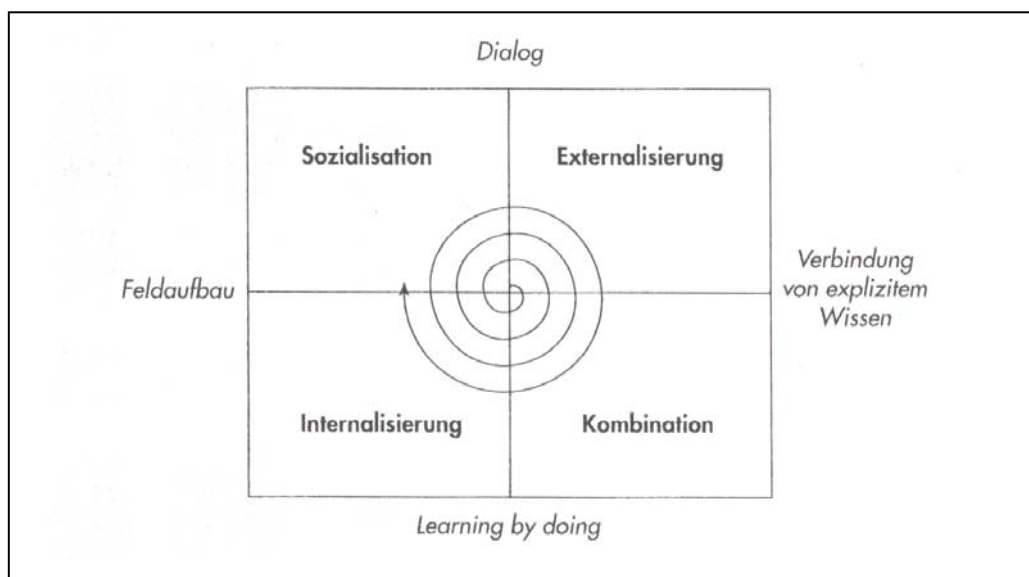 Dialog
Sozialisation
Externalisierung
Feldaufbau
Verbindung
von explizitem
Wissen
Internalisierung
Kombination
Learning by doing